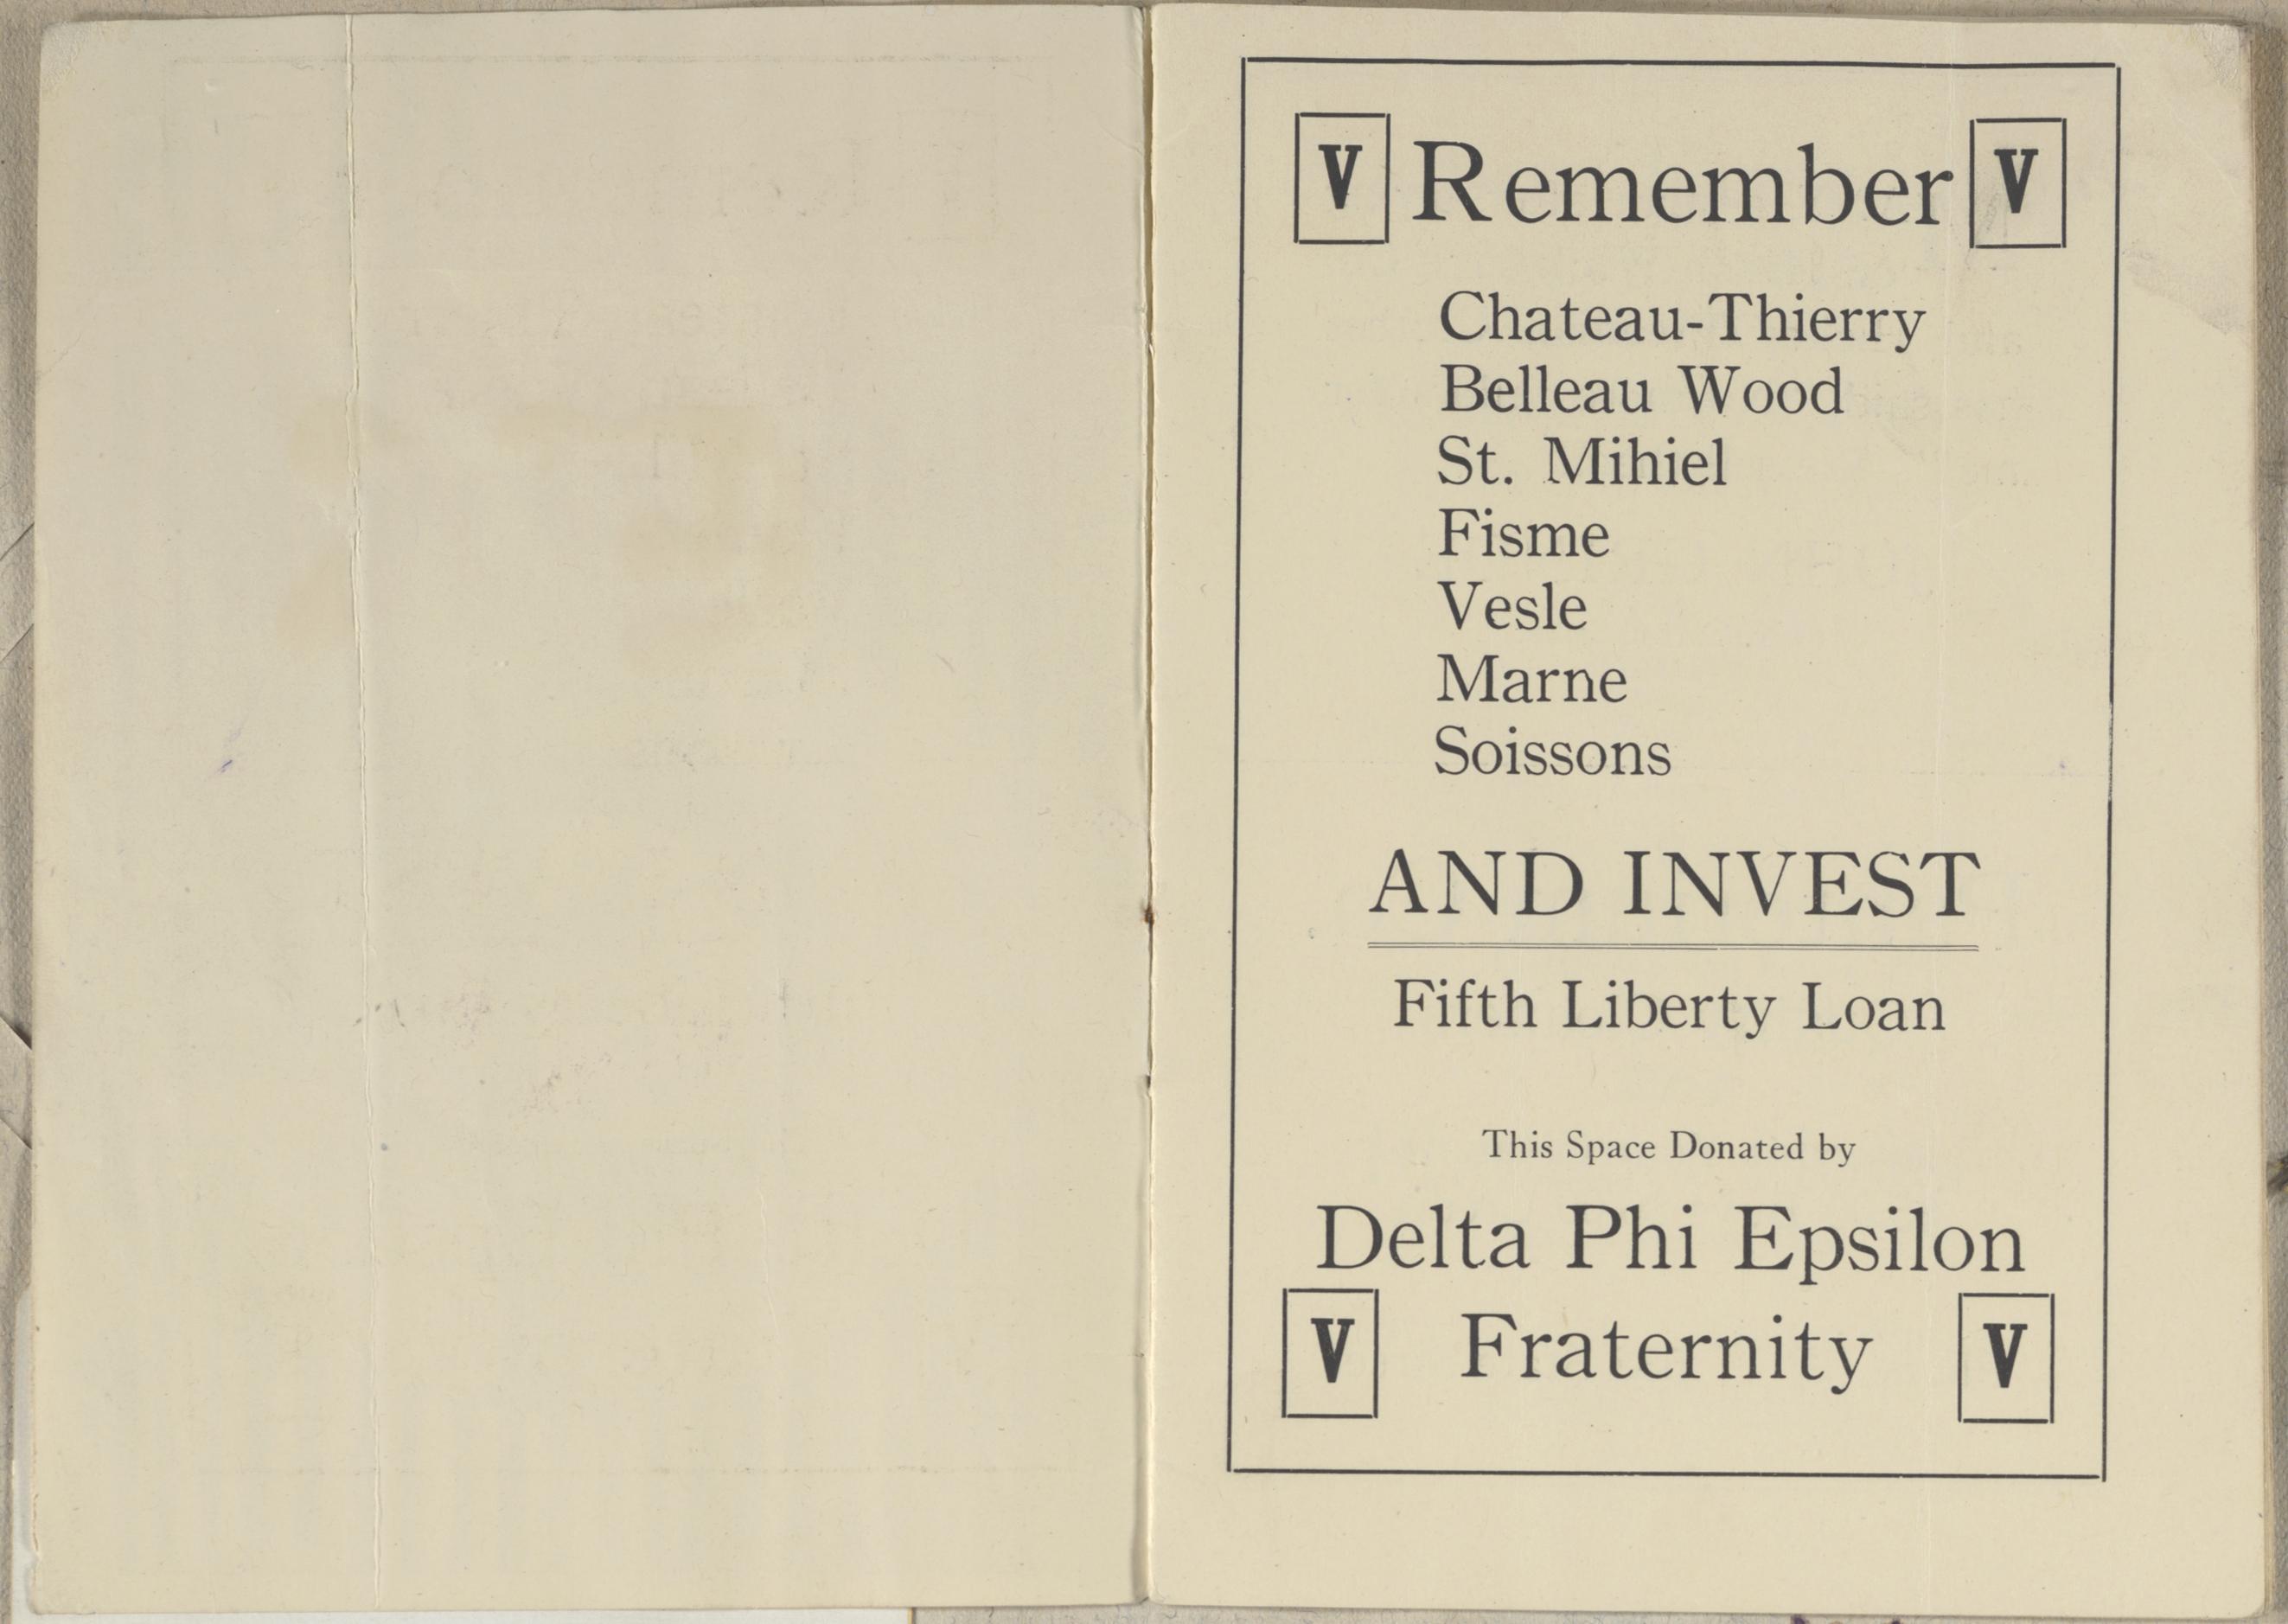 V Remember V
Chateau-Thierry
Belleau Wood
St. Mihiel
Fisme
Vesle
Marne
Soissons
AND INVEST
Fifth Liberty Loan
This Space Donated by
Delta Phi Epsilon
V Fraternity V